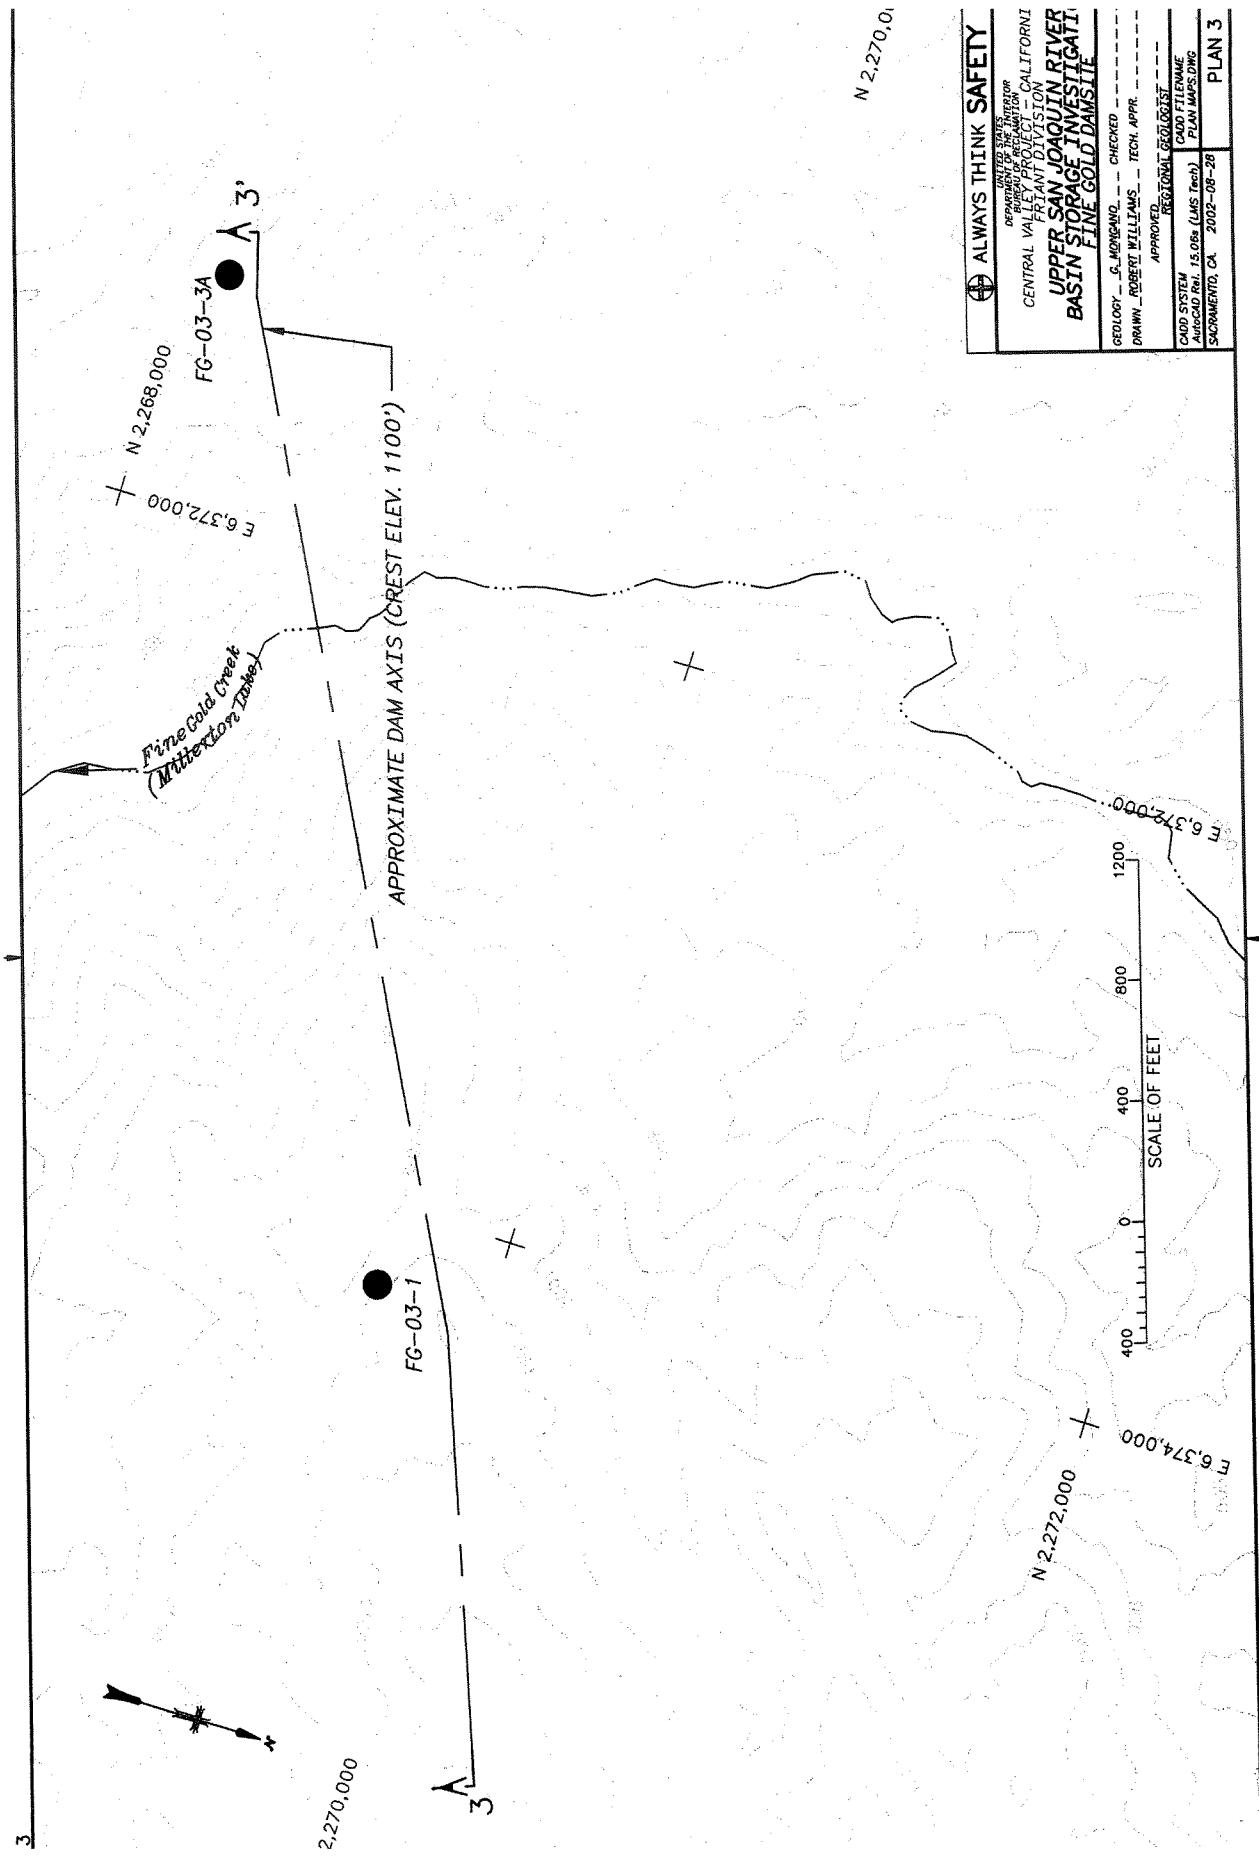 3
N 2,270,0
N 2,268,000
E 6,372,000
3'
FG-03-3A
Fine Gold Creek
(Millerton Lake)
APPROXIMATE DAM AXIS (CREST ELEV. 1100')
FG-03-1
3
2,270,000
N
N 2,272,000
E 6,374,000
E 6,372,000
400 0 400 800 1200
SCALE OF FEET
ALWAYS THINK SAFETY
UNITED STATES
DEPARTMENT OF THE INTERIOR
BUREAU OF RECLAMATION
CENTRAL VALLEY PROJECT - CALIFORNI
FRIANT DIVISION
UPPER SAN JOAQUIN RIVER
BASIN STORAGE INVESTIGATI
FINE GOLD DAMSITE
GEOLOGY G. MONGANO CHECKED
DRAWN ROBERT WILLIAMS TECH. APPR.
APPROVED
REGIONAL GEOLOGIST
CADD SYSTEM
AutoCAD Rel. 15.06s (LMS Tech)
CADD FILENAME
PLAN MAPS.DWG
SACRAMENTO, CA. 2002-08-28
PLAN 3